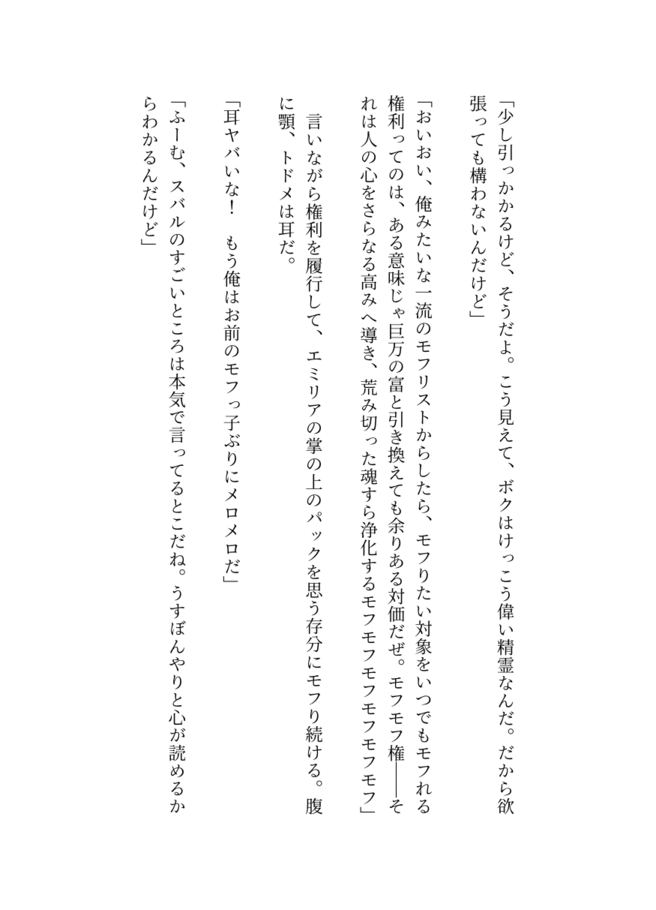 「少し引っかかるけど、そうだよ。こう見えて、ボクはけっこう偉い精霊なんだ。だから欲
張っても構わないんだけど」
「おいおい、俺みたいな一流のモフリストからしたら、モフりたい対象をいつでもモフれる
権利ってのは、ある意味じゃ巨万の富と引き換えても余りある対価だぜ。モフモフ権――そ
れは人の心をさらなる高みへ導き、荒み切った魂すら浄化するモフモフモフモフモフモフ」
　言いながら権利を履行して、エミリアの掌の上のパックを思う存分にモフり続ける。腹
に顎、トドメは耳だ。
「耳ヤバいな！　もう俺はお前のモフっ子ぶりにメロメロだ」
「ふーむ、スバルのすごいところは本気で言ってるとこだね。うすぼんやりと心が読めるか
らわかるんだけど」